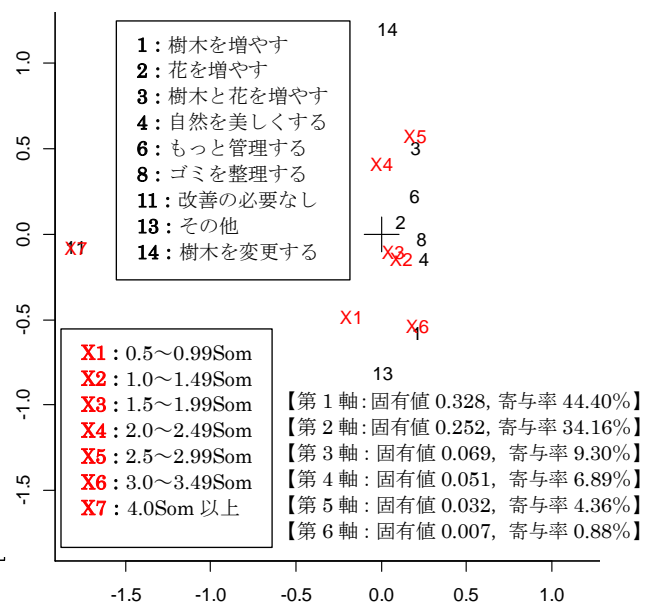 14
1 : 樹木を増やす
2 : 花を増やす
3 : 樹木と花を増やす
4 : 自然を美しくする
6 : もっと管理する
8 : ゴミを整理する
11 : 改善の必要なし
13 : その他
14 : 樹木を変更する
1.0
0.5
0.0
-0.5
-1.0
-1.5
X5
3
X4
6
2
8
X3
X2
4
11
X7
X1
X6
1
13
X1 : 0.5~0.99Som
X2 : 1.0~1.49Som
X3 : 1.5~1.99Som
X4 : 2.0~2.49Som
X5 : 2.5~2.99Som
X6 : 3.0~3.49Som
X7 : 4.0Som 以上
【第 1 軸 : 固有値 0.328, 寄与率 44.40%】
【第 2 軸 : 固有値 0.252, 寄与率 34.16%】
【第 3 軸 : 固有値 0.069, 寄与率 9.30%】
【第 4 軸 : 固有値 0.051, 寄与率 6.89%】
【第 5 軸 : 固有値 0.032, 寄与率 4.36%】
【第 6 軸 : 固有値 0.007, 寄与率 0.88%】
-1.5 -1.0 -0.5 0.0 0.5 1.0